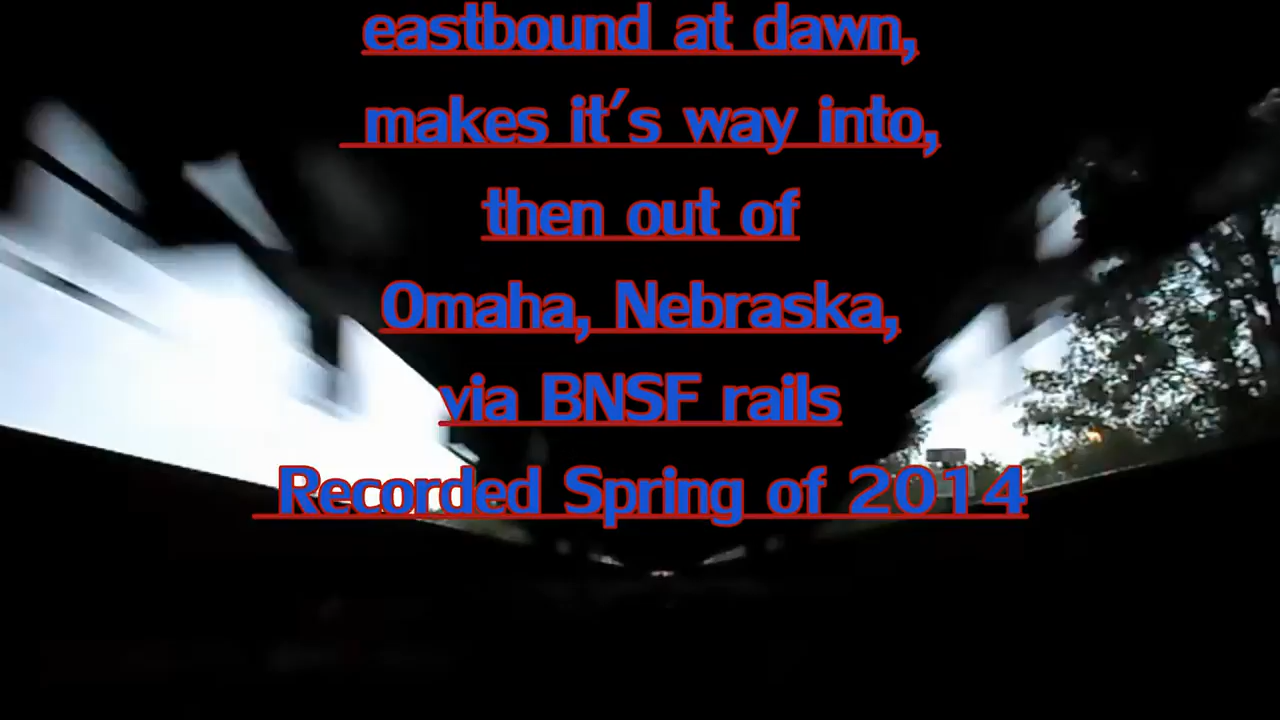 eastbound at dawn,
makes it's way into,
then out of
Omaha, Nebraska,
via BNSF rails
Recorded Spring of 2014